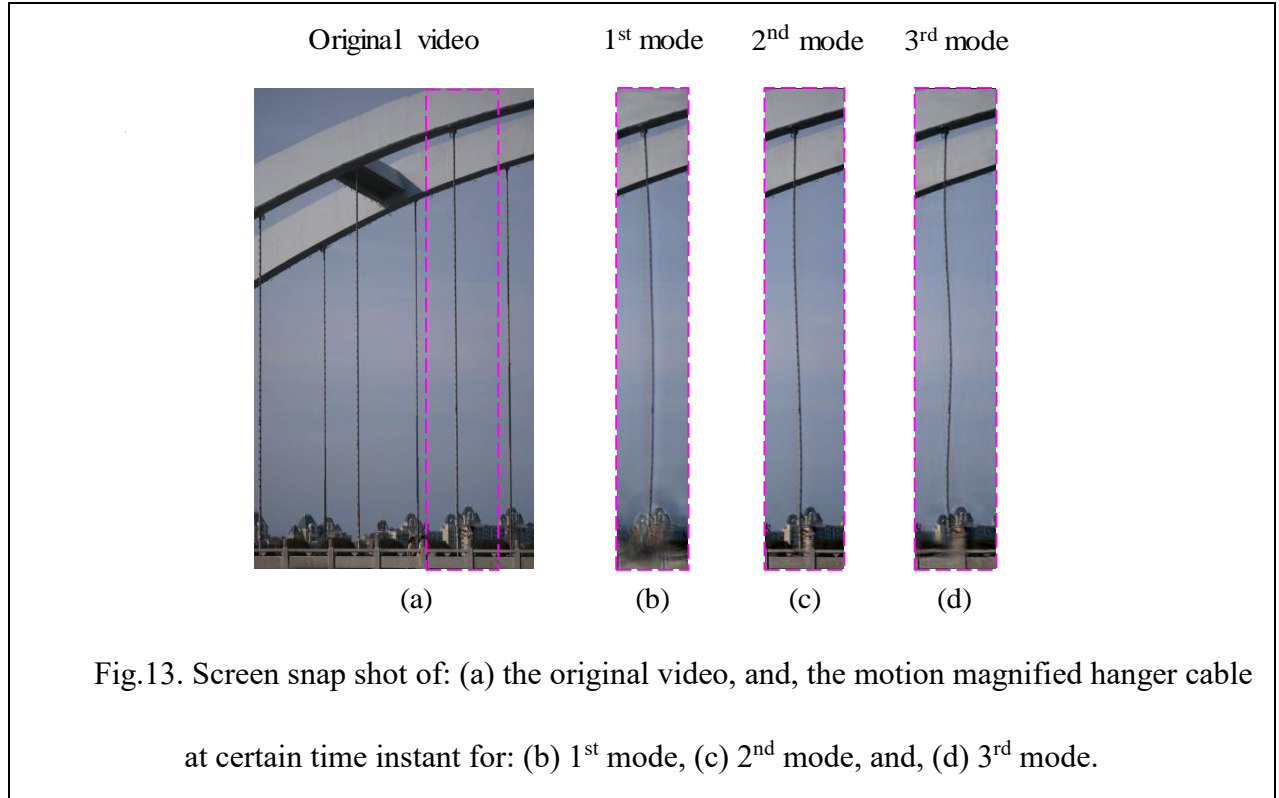 Original video 1st mode 2nd mode 3rd mode
(a) (b) (c) (d)
Fig.13. Screen snap shot of: (a) the original video, and, the motion magnified hanger cable
at certain time instant for: (b) 1st mode, (c) 2nd mode, and, (d) 3rd mode.